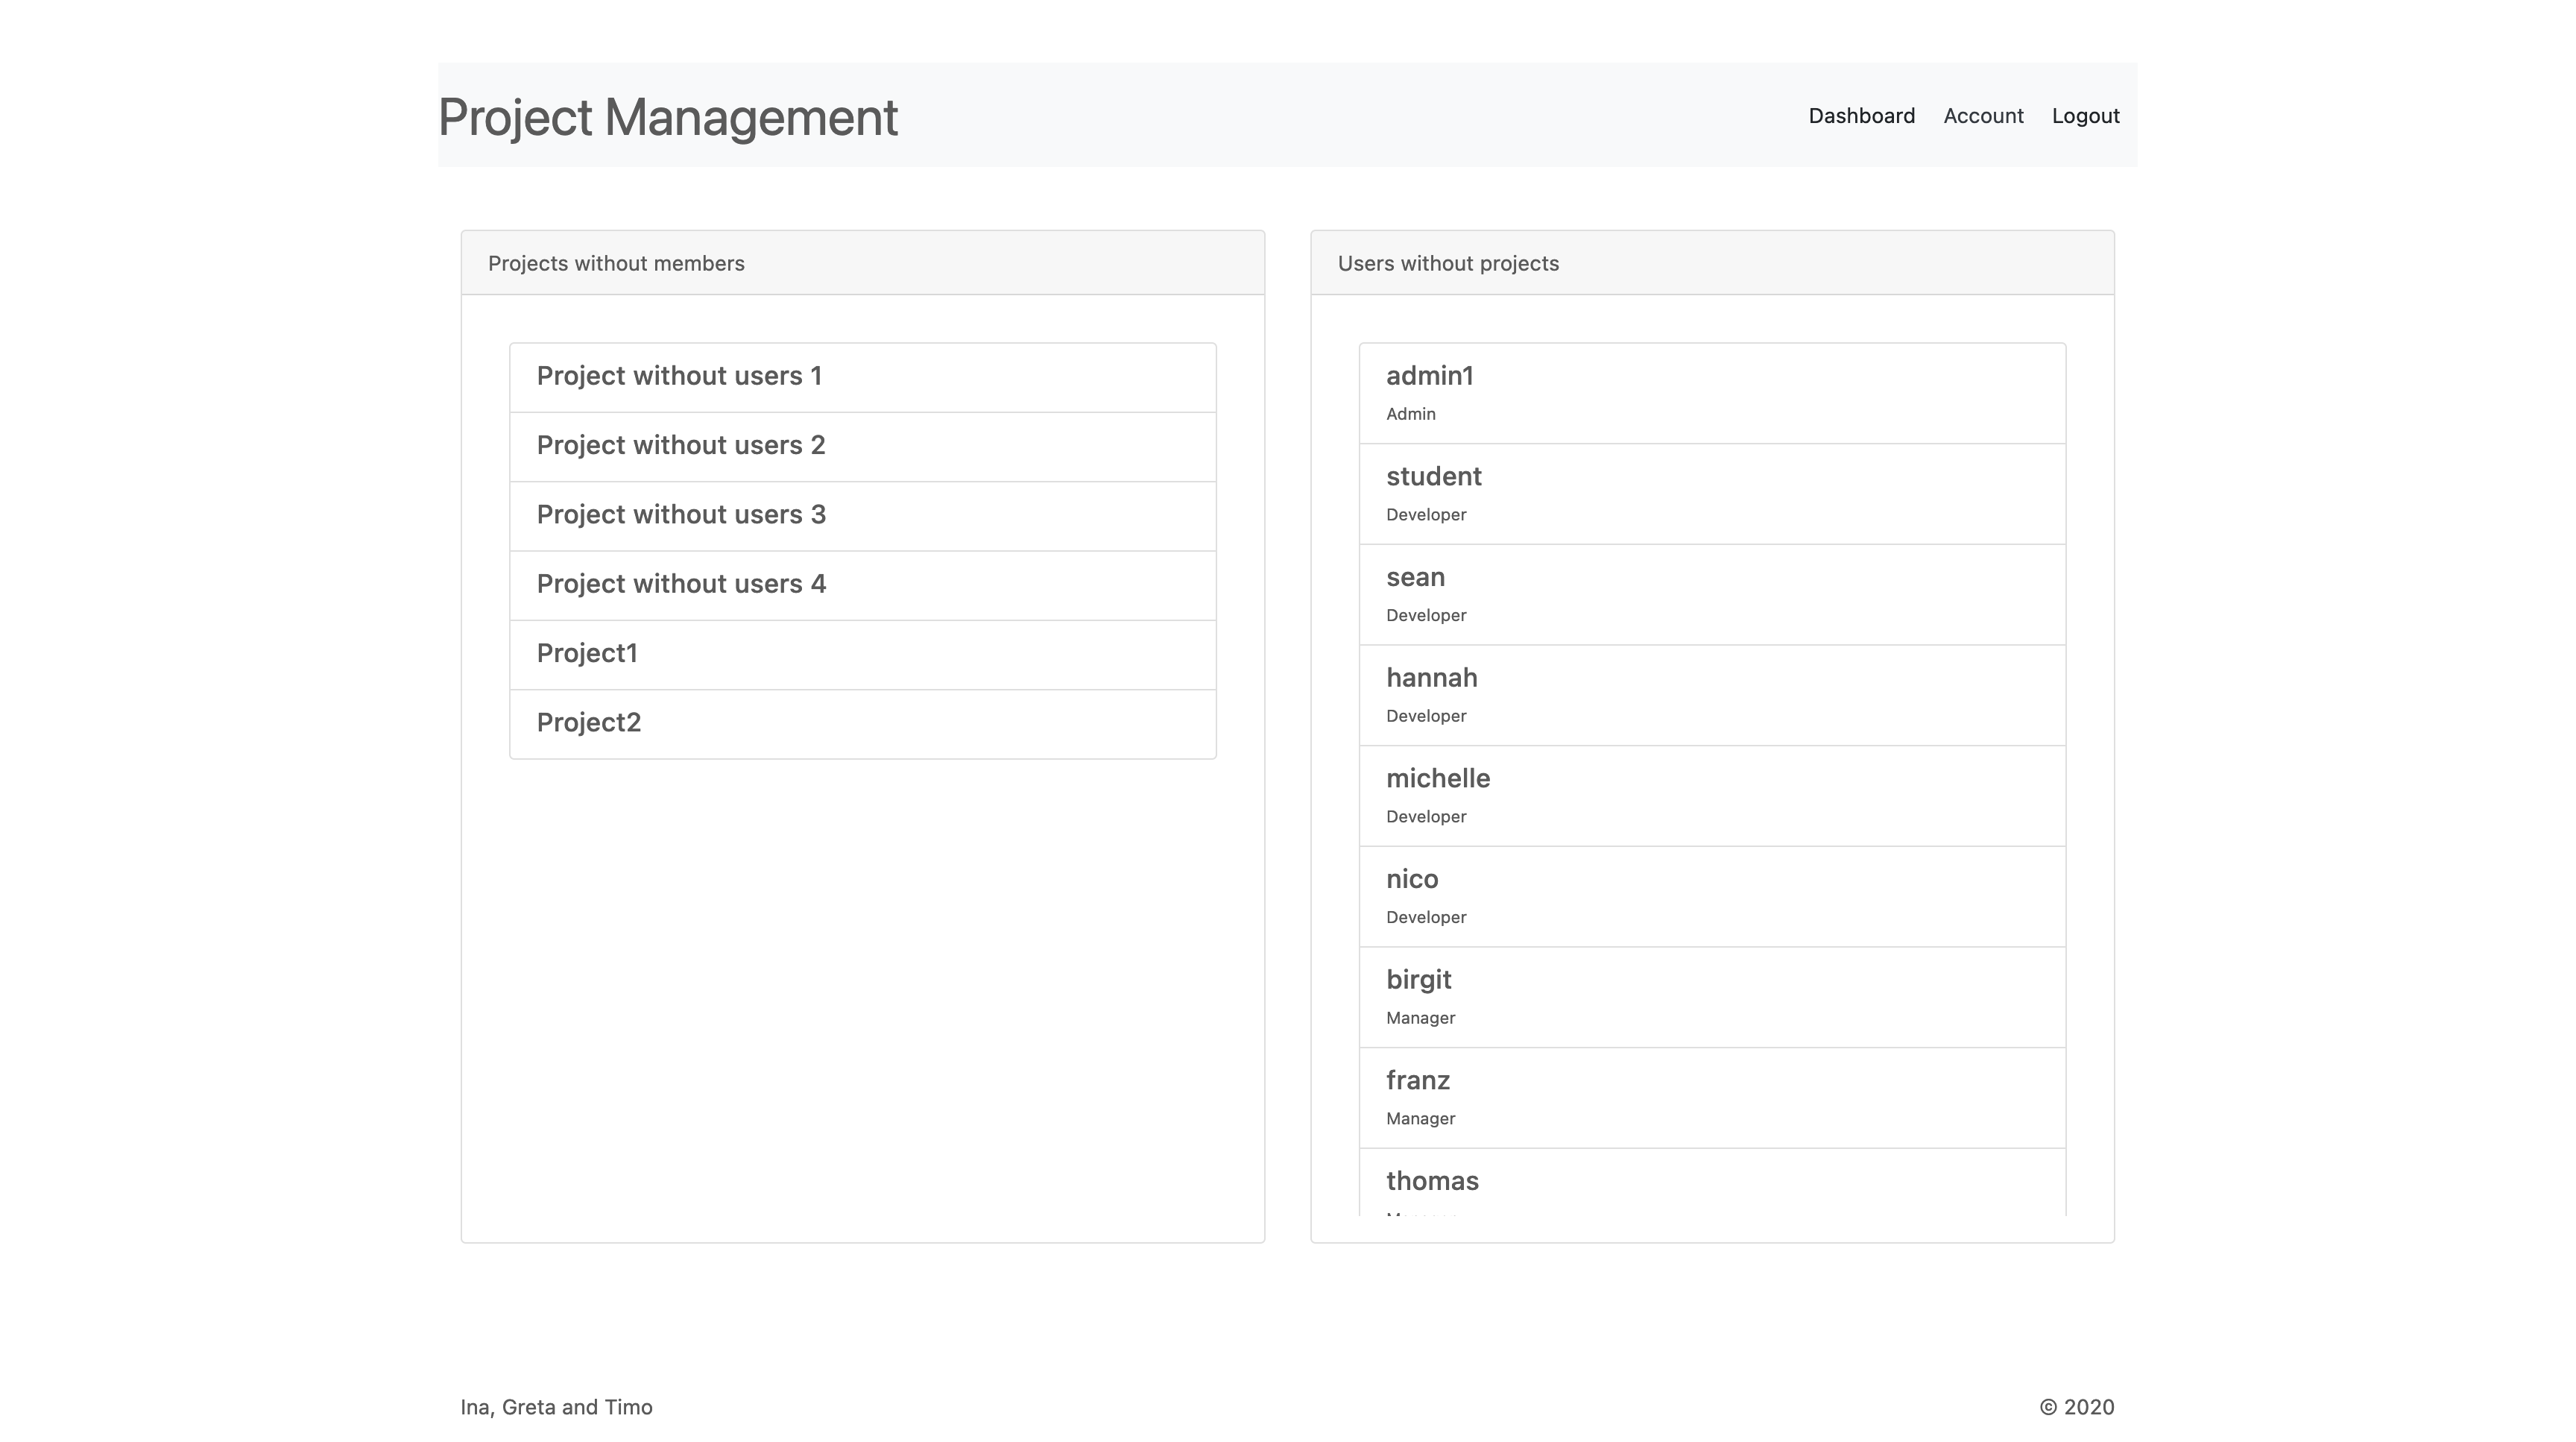 Project Management
Dashboard Account Logout
Projects without members
Project without users 1
Project without users 2
Project without users 3
Project without users 4
Project1
Project2
Users without projects
admin1
Admin
student
Developer
sean
Developer
hannah
Developer
michelle
Developer
nico
Developer
birgit
Manager
franz
Manager
thomas
Ina, Greta and Timo
© 2020